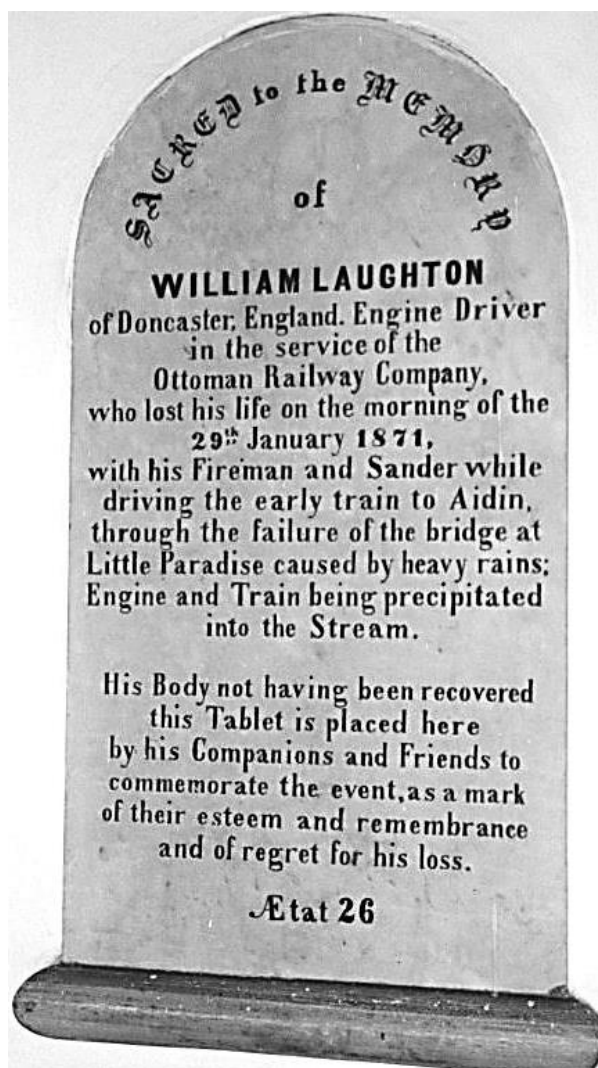 SACRED to the MEMORY
of
WILLIAM LAUGHTON
of Doncaster, England. Engine Driver
in the service of the
Ottoman Railway Company,
who lost his life on the morning of the
29th January 1871,
with his Fireman and Sander while
driving the early train to Aidin,
through the failure of the bridge at
Little Paradise caused by heavy rains;
Engine and Train being precipitated
into the Stream.
His Body not having been recovered
this Tablet is placed here
by his Companions and Friends to
commemorate the event, as a mark
of their esteem and remembrance
and of regret for his loss.
Ætat 26